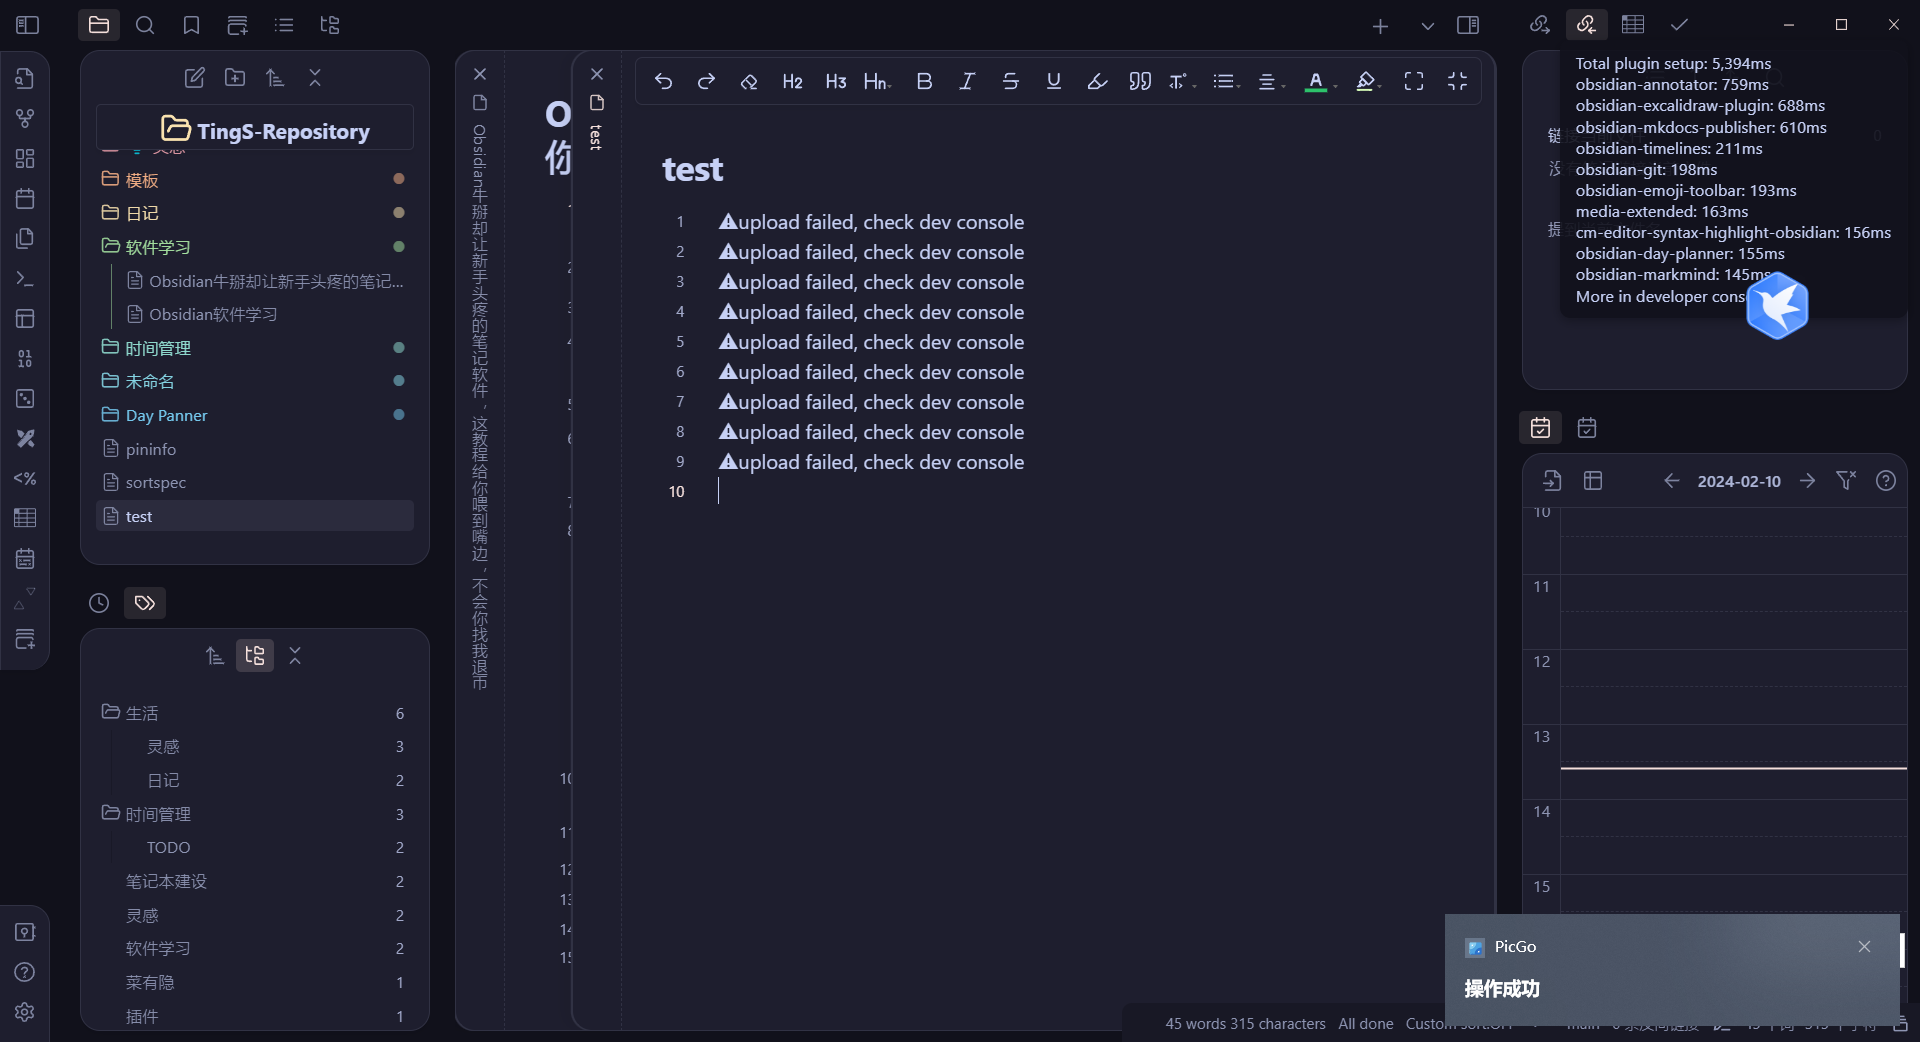 TingS-Repository
模板
日记
软件学习
Obsidian牛掰却让新手头疼的笔记...
Obsidian软件学习
时间管理
未命名
Day Panner
pininfo
sortspec
test
生活 6
灵感 3
日记 2
时间管理 3
TODO 2
笔记本建设 2
灵感 2
软件学习 2
菜有隐 1
插件 1
Obsidian牛掰却让新手头疼的笔记软件，这教程给你喂到嘴边，不会你找我退币
你
test
H2 H3 Hn B I S U T A
test
1 upload failed, check dev console
2 upload failed, check dev console
3 upload failed, check dev console
4 upload failed, check dev console
5 upload failed, check dev console
6 upload failed, check dev console
7 upload failed, check dev console
8 upload failed, check dev console
9 upload failed, check dev console
10
Total plugin setup: 5,394ms
obsidian-annotator: 759ms
obsidian-excalidraw-plugin: 688ms
obsidian-mkdocs-publisher: 610ms
obsidian-timelines: 211ms
obsidian-git: 198ms
obsidian-emoji-toolbar: 193ms
media-extended: 163ms
cm-editor-syntax-highlight-obsidian: 156ms
obsidian-day-planner: 155ms
obsidian-markmind: 145ms
More in developer cons
2024-02-10
10
11
12
13
14
15
PicGo
操作成功
45 words 315 characters All done